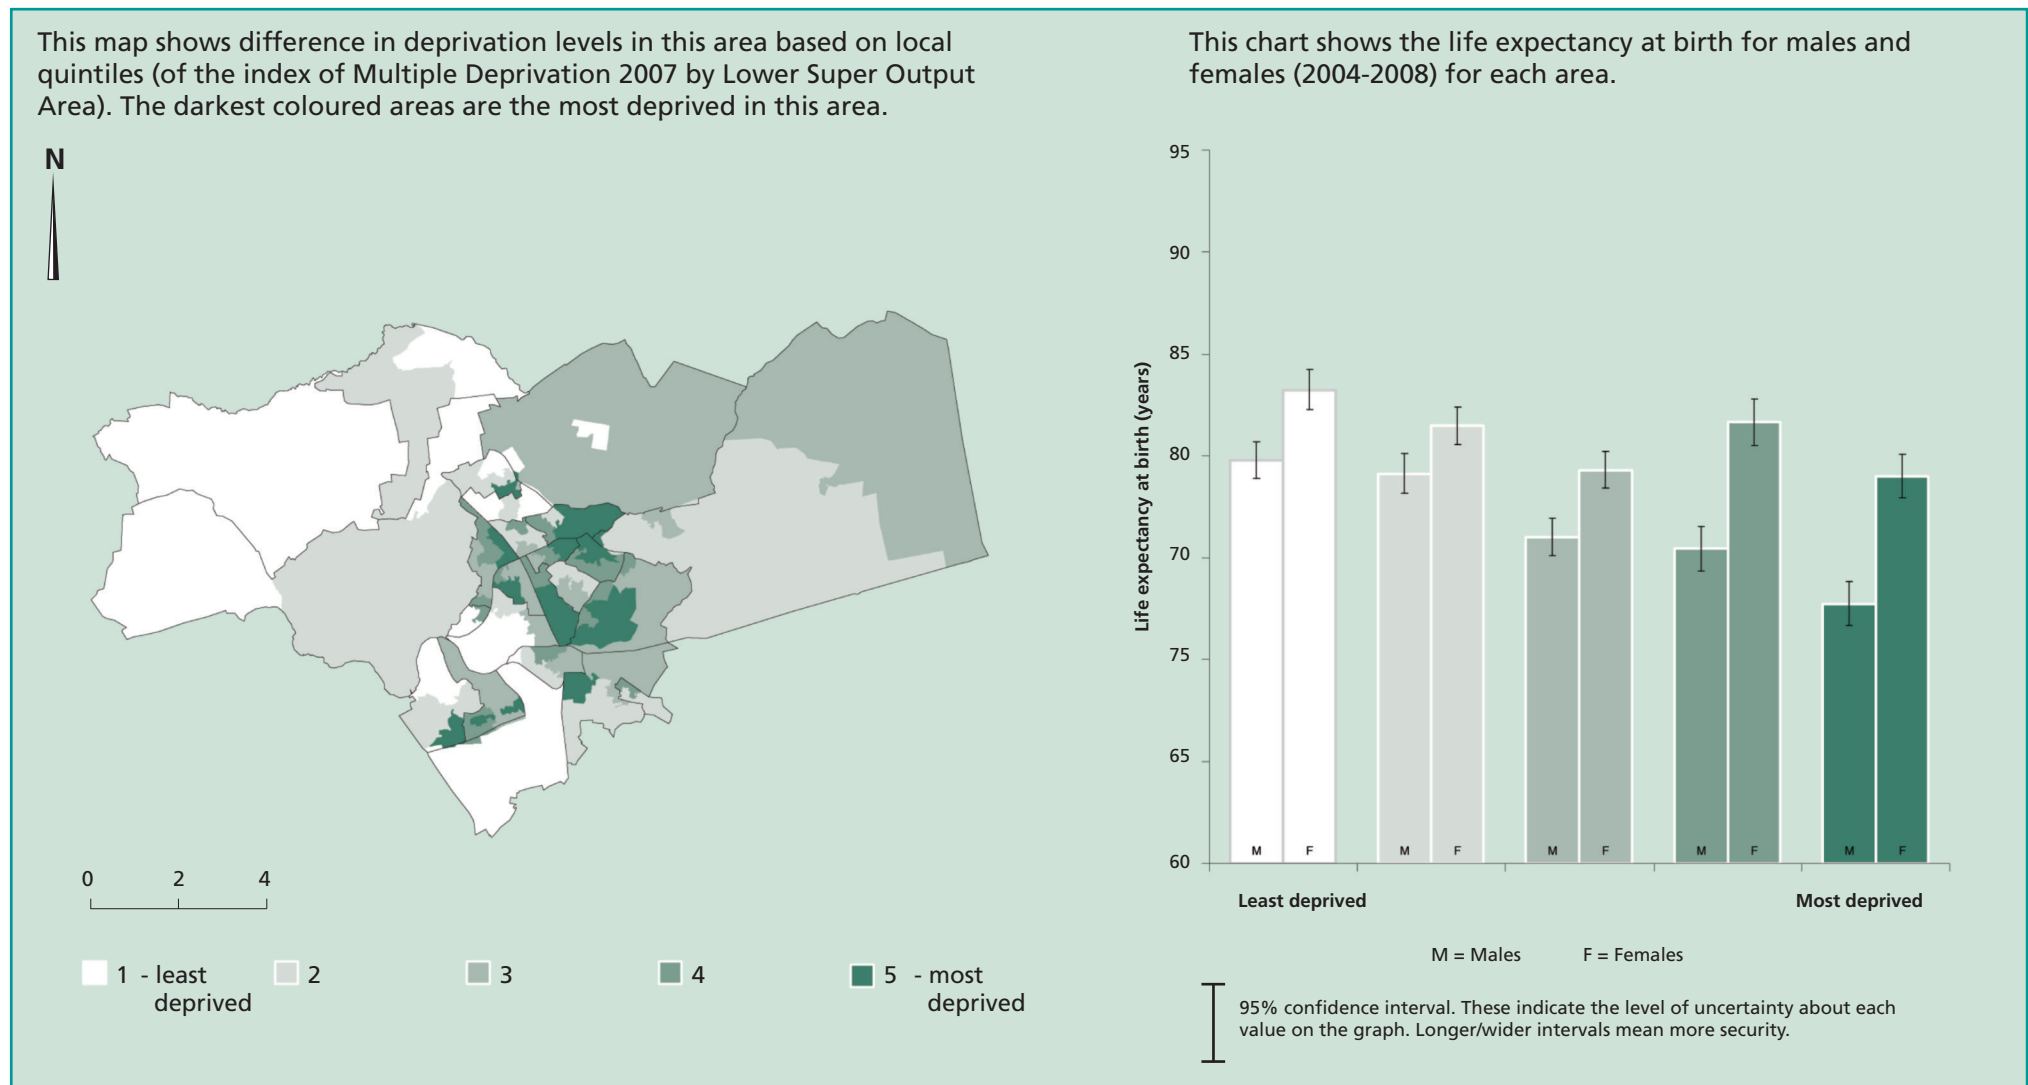 This map shows difference in deprivation levels in this area based on local
quintiles (of the index of Multiple Deprivation 2007 by Lower Super Output
Area). The darkest coloured areas are the most deprived in this area.
N
0 2 4
1 - least
deprived
2
3
4
5 - most
deprived
This chart shows the life expectancy at birth for males and
females (2004-2008) for each area.
Life expectancy at birth (years)
95
90
85
80
70
75
65
60
M F M F M F M F M F
Least deprived Most deprived
M = Males F = Females
95% confidence interval. These indicate the level of uncertainty about each
value on the graph. Longer/wider intervals mean more security.